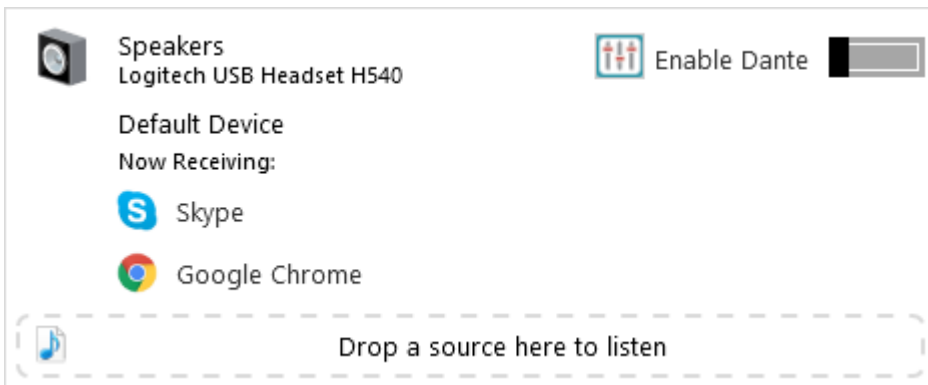 Speakers
Logitech USB Headset H540
Enable Dante
Default Device
Now Receiving:
Skype
Google Chrome
Drop a source here to listen